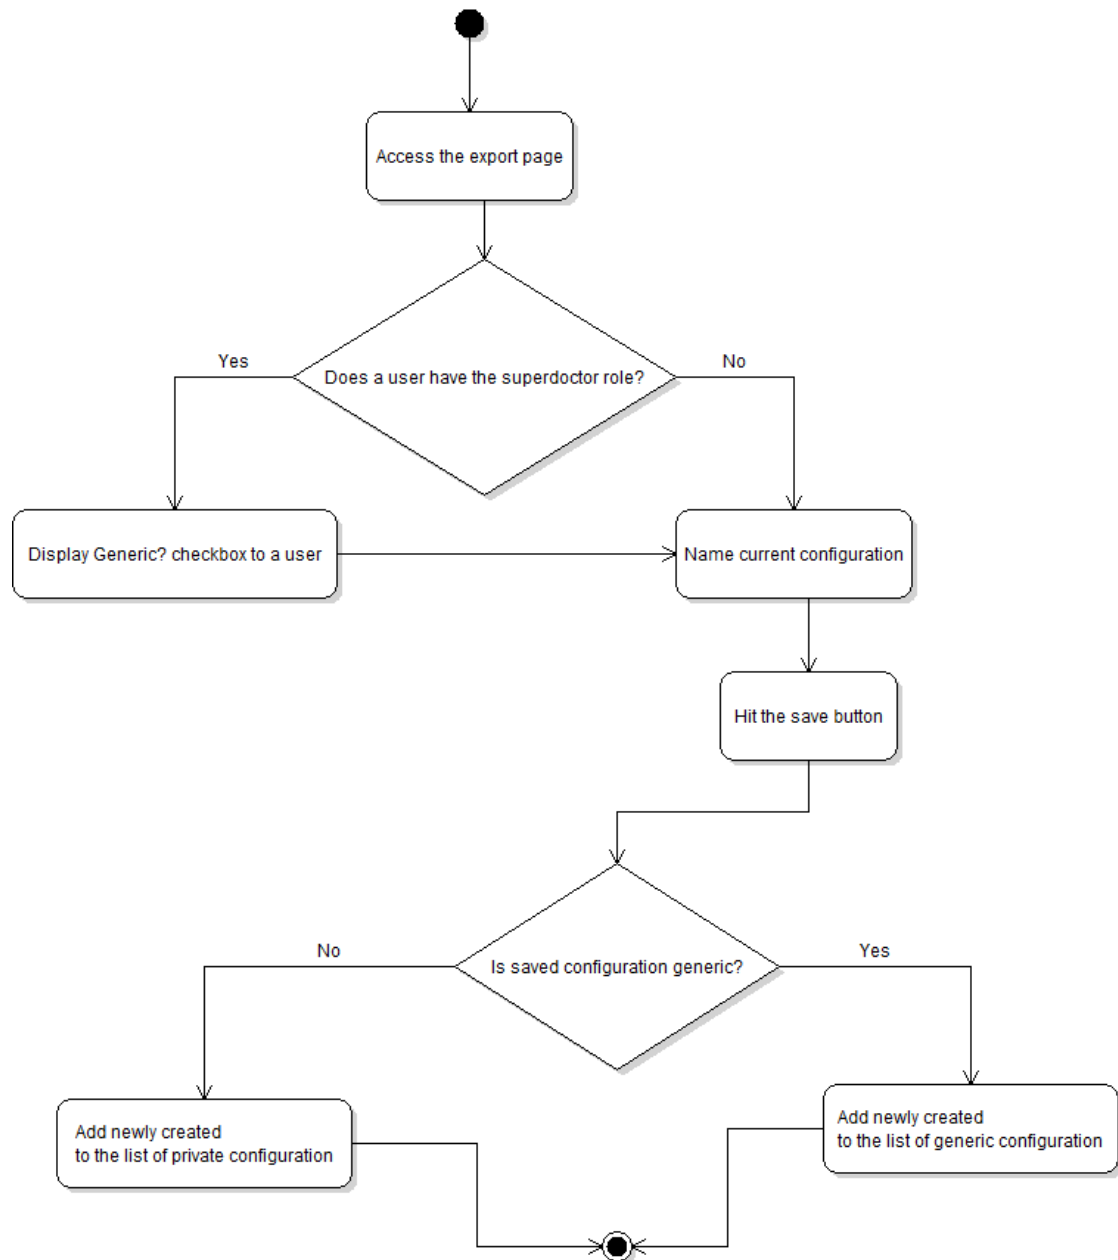 Access the export page
Yes
No
Does a user have the superdoctor role?
Display Generic? checkbox to a user
Name current configuration
Hit the save button
No
Yes
Is saved configuration generic?
Add newly created
to the list of private configuration
Add newly created
to the list of generic configuration